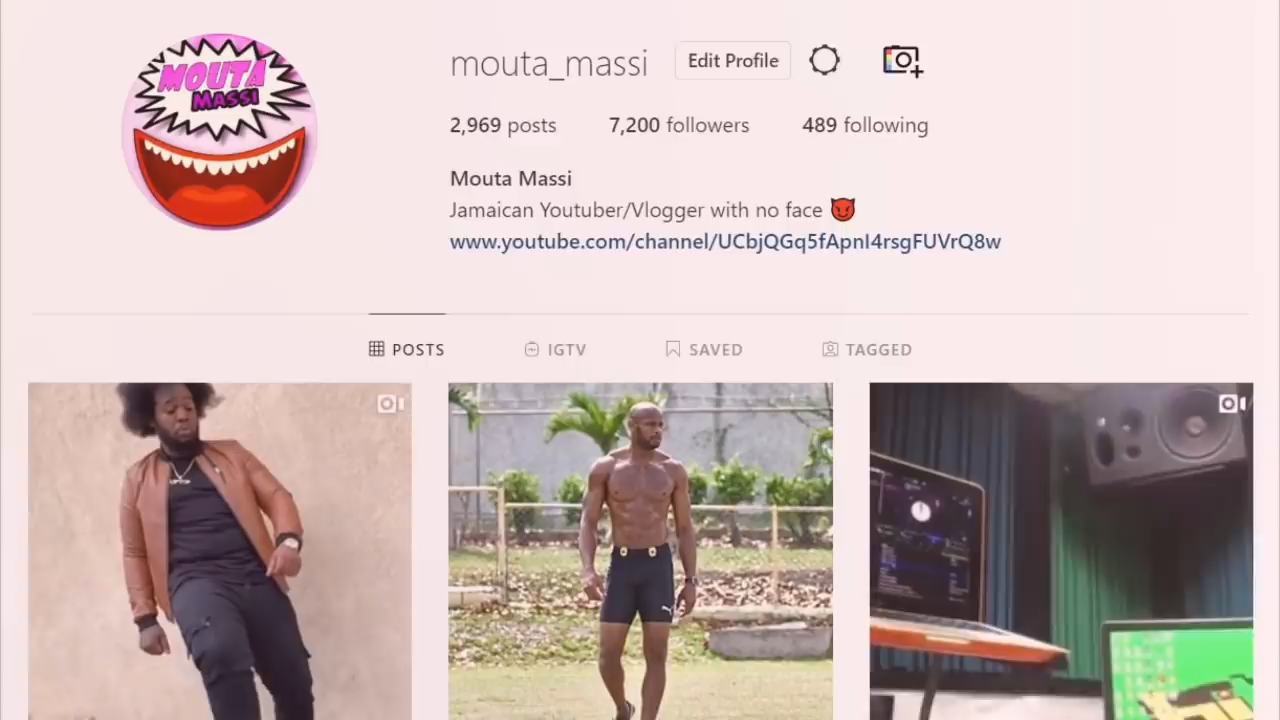 MOUTA
MASSI
mouta_massi
Edit Profile
2,969 posts
7,200 followers
489 following
Mouta Massi
Jamaican Youtuber/Vlogger with no face 😈
www.youtube.com/channel/UCbjQGq5fApnI4rsgFUVrQ8w
POSTS
IGTV
SAVED
TAGGED